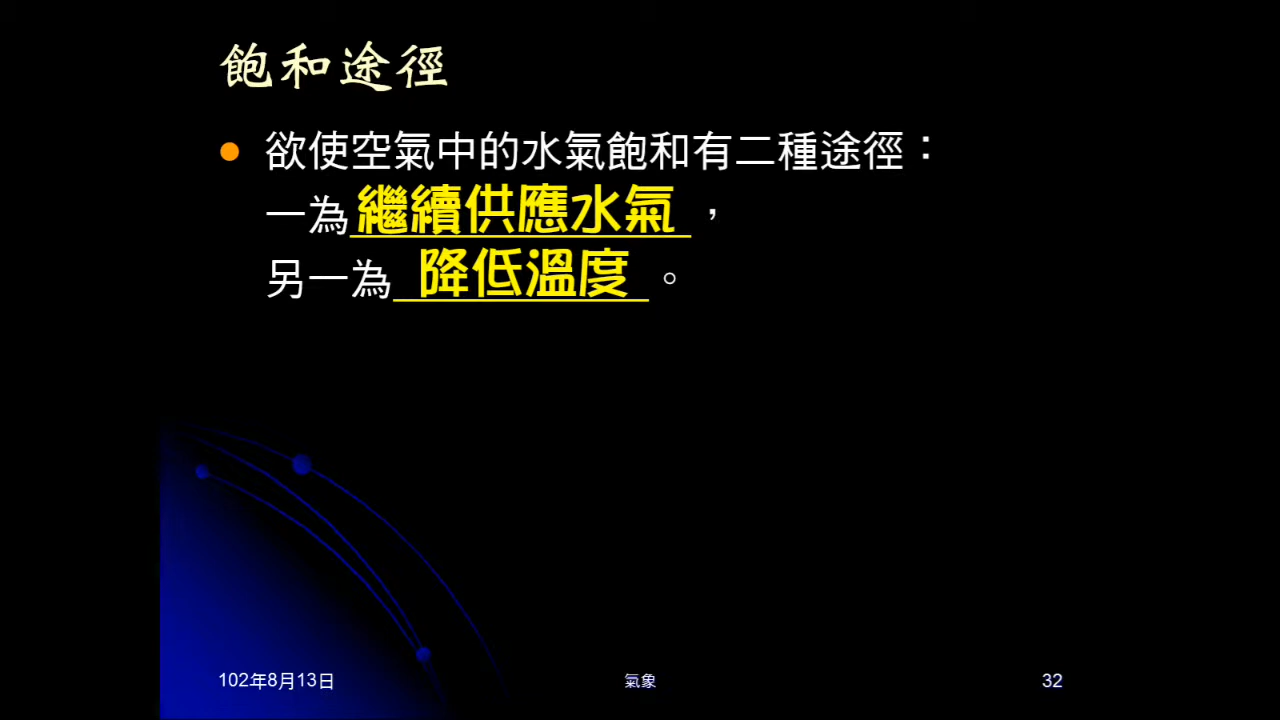 飽和途徑
欲使空氣中的水氣飽和有二種途徑：
一為繼續供應水氣，
另一為降低溫度。
102年8月13日
氣象
32